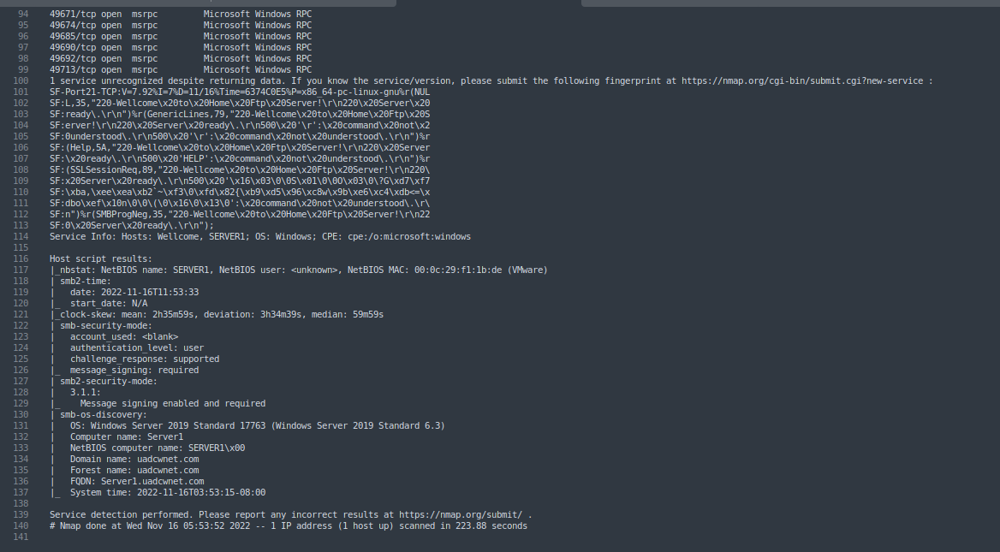 94 49671/tcp open  msrpc         Microsoft Windows RPC
95 49674/tcp open  msrpc         Microsoft Windows RPC
96 49685/tcp open  msrpc         Microsoft Windows RPC
97 49690/tcp open  msrpc         Microsoft Windows RPC
98 49692/tcp open  msrpc         Microsoft Windows RPC
99 49713/tcp open  msrpc         Microsoft Windows RPC
100 1 service unrecognized despite returning data. If you know the service/version, please submit the following fingerprint at https://nmap.org/cgi-bin/submit.cgi?new-service :
101 SF-Port21-TCP:V=7.92%I=7%D=11/16%Time=6374C0E5%P=x86_64-pc-linux-gnu%r(NUL
102 SF:L,35,"220-Wellcome\x20to\x20Home\x20Ftp\x20Server!\r\n220\x20Server\x20
103 SF:ready\.\r\n")%r(GenericLines,79,"220-Wellcome\x20to\x20Home\x20Ftp\x20S
104 SF:erver!\r\n220\x20Server\x20ready\.\r\n500\x20'\r':\x20command\x20not\x2
105 SF:0understood\.\r\n500\x20'\r':\x20command\x20not\x20understood\.\r\n")%r
106 SF:(Help,5A,"220-Wellcome\x20to\x20Home\x20Ftp\x20Server!\r\n220\x20Server
107 SF:\x20ready\.\r\n500\x20'HELP':\x20command\x20not\x20understood\.\r\n")%r
108 SF:(SSLSessionReq,89,"220-Wellcome\x20to\x20Home\x20Ftp\x20Server!\r\n220\
109 SF:x20Server\x20ready\.\r\n500\x20'\x16\x03\0\0S\x01\0\0O\x03\0\?G\xd7\xf7
110 SF:\xba,\xee\xea\xb2`~\xf3\0\xfd\x82{\xb9\xd5\x96\xc8w\x9b\xe6\xc4\xdb<=\x
111 SF:dbo\xef\x10n\0\0\(\0\x16\0\x13\0':\x20command\x20not\x20understood\.\r\
112 SF:n")%r(SMBProgNeg,35,"220-Wellcome\x20to\x20Home\x20Ftp\x20Server!\r\n22
113 SF:0\x20Server\x20ready\.\r\n");
114 Service Info: Hosts: Wellcome, SERVER1; OS: Windows; CPE: cpe:/o:microsoft:windows
115
116 Host script results:
117 |_nbstat: NetBIOS name: SERVER1, NetBIOS user: <unknown>, NetBIOS MAC: 00:0c:29:f1:1b:de (VMware)
118 | smb2-time:
119 |   date: 2022-11-16T11:53:33
120 |_  start_date: N/A
121 |_clock-skew: mean: 2h35m59s, deviation: 3h34m39s, median: 59m59s
122 | smb-security-mode:
123 |   account_used: <blank>
124 |   authentication_level: user
125 |   challenge_response: supported
126 |_  message_signing: required
127 | smb2-security-mode:
128 |   3.1.1:
129 |_    Message signing enabled and required
130 | smb-os-discovery:
131 |   OS: Windows Server 2019 Standard 17763 (Windows Server 2019 Standard 6.3)
132 |   Computer name: Server1
133 |   NetBIOS computer name: SERVER1\x00
134 |   Domain name: uadcwnet.com
135 |   Forest name: uadcwnet.com
136 |   FQDN: Server1.uadcwnet.com
137 |_  System time: 2022-11-16T03:53:15-08:00
138
139 Service detection performed. Please report any incorrect results at https://nmap.org/submit/ .
140 # Nmap done at Wed Nov 16 05:53:52 2022 -- 1 IP address (1 host up) scanned in 223.88 seconds
141